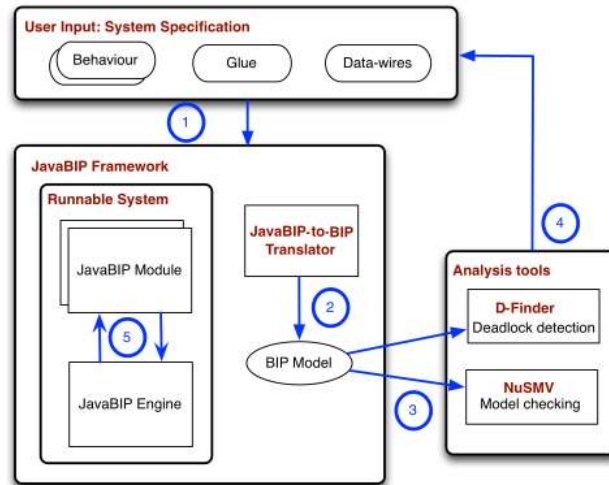 User Input: System Specification
Behaviour
Glue
Data-wires
1
JavaBIP Framework
Runnable System
JavaBIP Module
5
JavaBIP Engine
JavaBIP-to-BIP
Translator
2
BIP Model
3
4
Analysis tools
D-Finder
Deadlock detection
NuSMV
Model checking